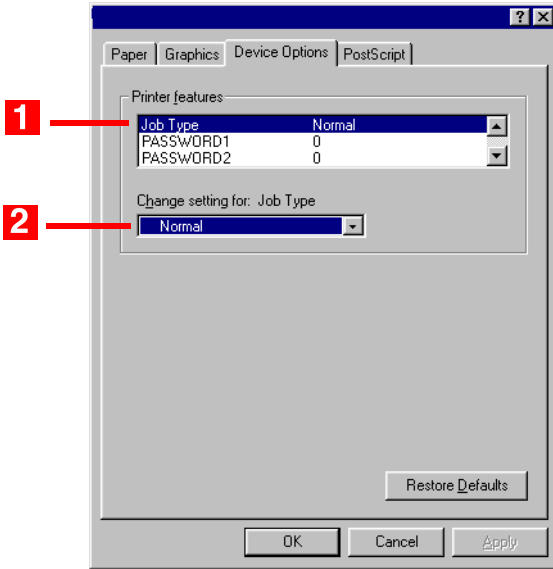 Paper Graphics Device Options PostScript
Printer features
1
Job Type Normal
PASSWORD1 0
PASSWORD2 0
Change setting for: Job Type
2
Normal
Restore Defaults
OK Cancel Apply